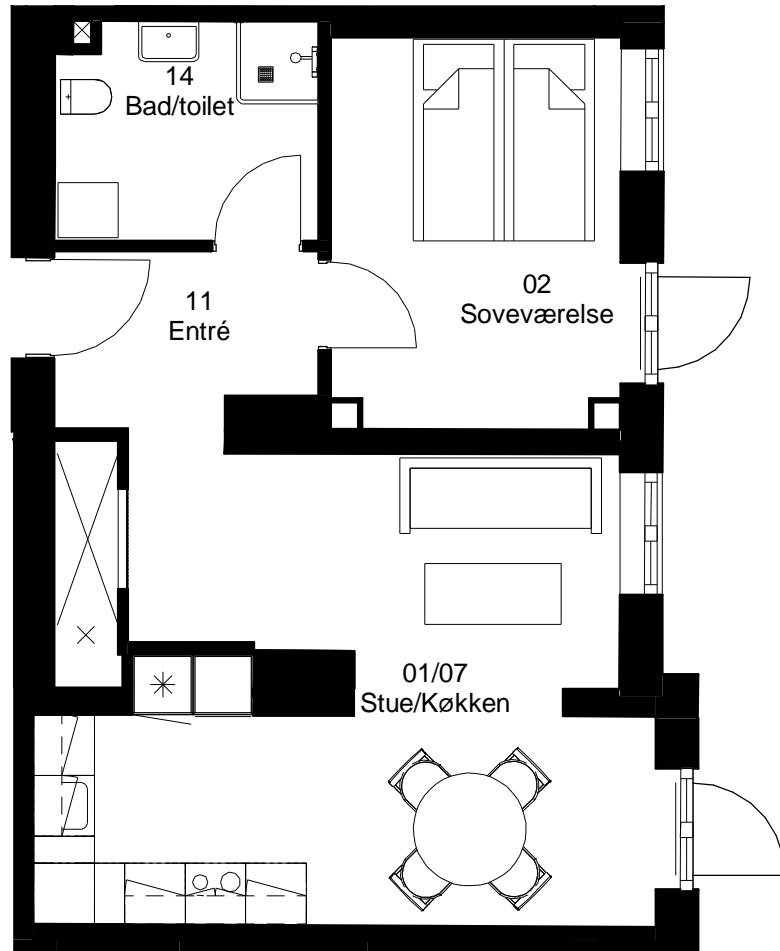 14
Bad/toilet
02
Soveværelse
11
Entré
01/07
Stue/Køkken